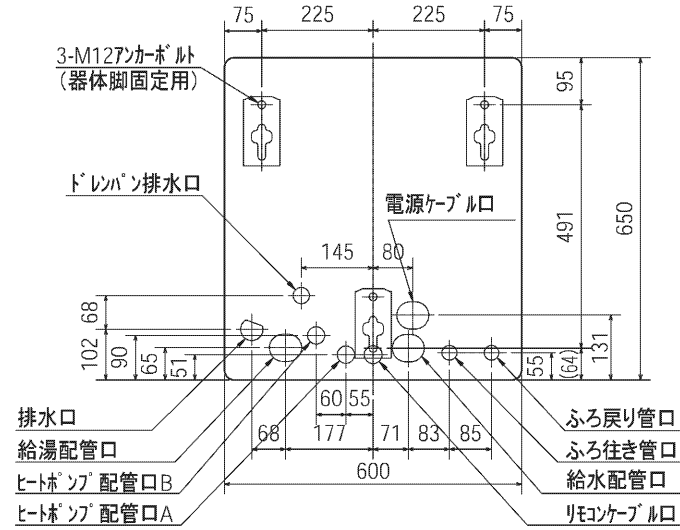 75
225
225
75
3-M12アンカーボルト
(器体脚固定用)
95
ドレンパン排水口
電源ケーブル口
491
650
145
80
68
102
90
65
51
131
55
(64)
60
55
排水口
ふろ戻り管口
給湯配管口
68
177
71
83
85
ふろ往き管口
ヒートポンプ配管口B
600
給水配管口
ヒートポンプ配管口A
リモコンケーブル口